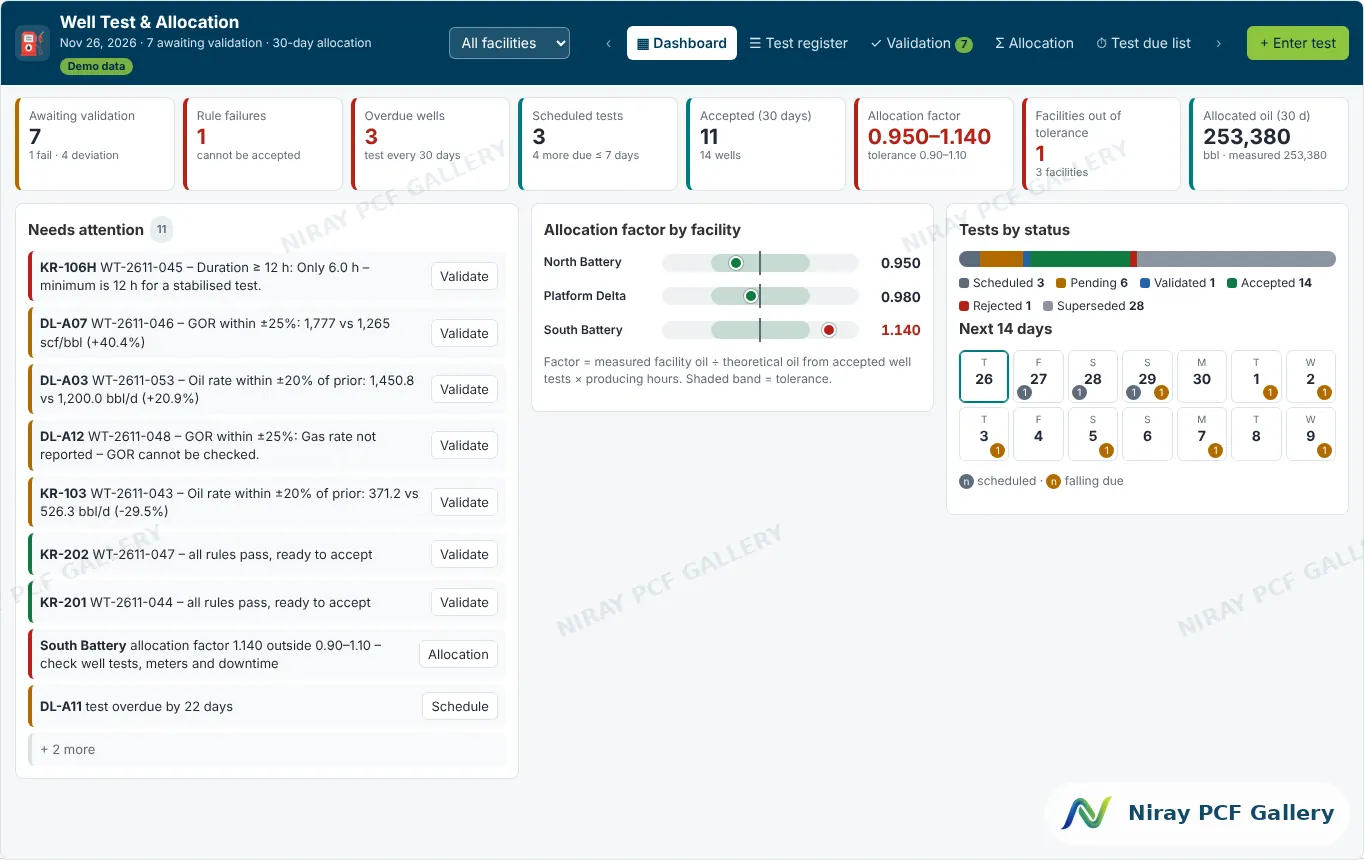 Well Test & Allocation
Nov 26, 2026 · 7 awaiting validation · 30-day allocation
Demo data
All facilities
‹
Dashboard
Test register
Validation 7
Σ Allocation
Test due list
›
+ Enter test
Awaiting validation
7
1 fail · 4 deviation
Rule failures
1
cannot be accepted
Overdue wells
3
test every 30 days
Scheduled tests
3
4 more due ≤ 7 days
Accepted (30 days)
11
14 wells
Allocation factor
0.950–1.140
tolerance 0.90–1.10
Facilities out of
tolerance
1
3 facilities
Allocated oil (30 d)
253,380
bbl · measured 253,380
Needs attention 11
KR-106H WT-2611-045 – Duration ≥ 12 h: Only 6.0 h –
minimum is 12 h for a stabilised test.
Validate
DL-A07 WT-2611-046 – GOR within ±25%: 1,777 vs 1,265
scf/bbl (+40.4%)
Validate
DL-A03 WT-2611-053 – Oil rate within ±20% of prior: 1,450.8
vs 1,200.0 bbl/d (+20.9%)
Validate
DL-A12 WT-2611-048 – GOR within ±25%: Gas rate not
reported – GOR cannot be checked.
Validate
KR-103 WT-2611-043 – Oil rate within ±20% of prior: 371.2 vs
526.3 bbl/d (-29.5%)
Validate
KR-202 WT-2611-047 – all rules pass, ready to accept
Validate
KR-201 WT-2611-044 – all rules pass, ready to accept
Validate
South Battery allocation factor 1.140 outside 0.90–1.10 –
check well tests, meters and downtime
Allocation
DL-A11 test overdue by 22 days
Schedule
+ 2 more
Allocation factor by facility
North Battery 0.950
Platform Delta 0.980
South Battery 1.140
Factor = measured facility oil ÷ theoretical oil from accepted well
tests × producing hours. Shaded band = tolerance.
Tests by status
Scheduled 3 Pending 6 Validated 1 Accepted 14
Rejected 1 Superseded 28
Next 14 days
T F S S M T W
26 27 28 29 30 1 2
1 1 1 1 1 1
T F S S M T W
3 4 5 6 7 8 9
1 1 1 1
n scheduled · n falling due
NIRAY PCF GALLERY
NIRAY PCF GALLERY
PCF GALLERY
NIRAY PCF GALLERY
NIRAY PCF GALLERY
Niray PCF Gallery